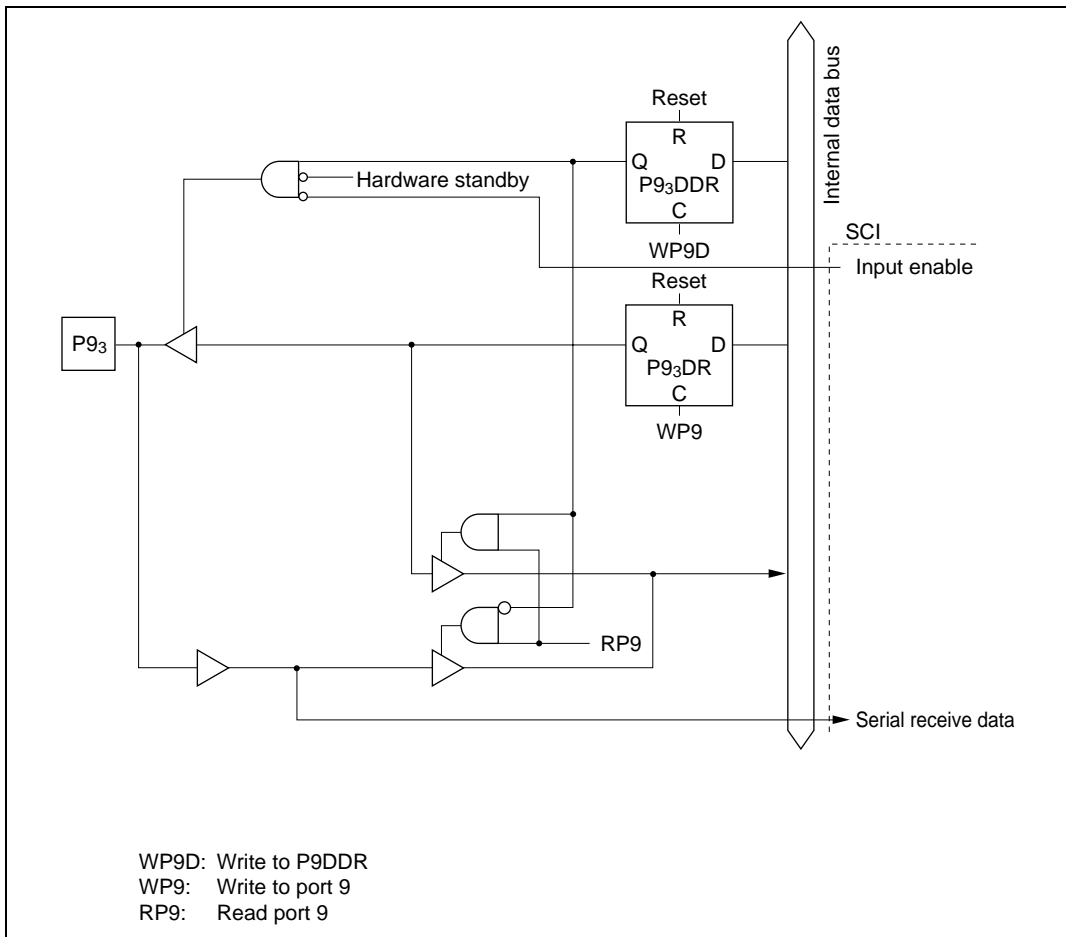 Reset
R
Q
D
P9₃DDR
C
WP9D
Hardware standby
Internal data bus
SCI
Input enable
Reset
R
Q
D
P9₃DR
C
WP9
P9₃
RP9
Serial receive data
WP9D: Write to P9DDR
WP9: Write to port 9
RP9: Read port 9